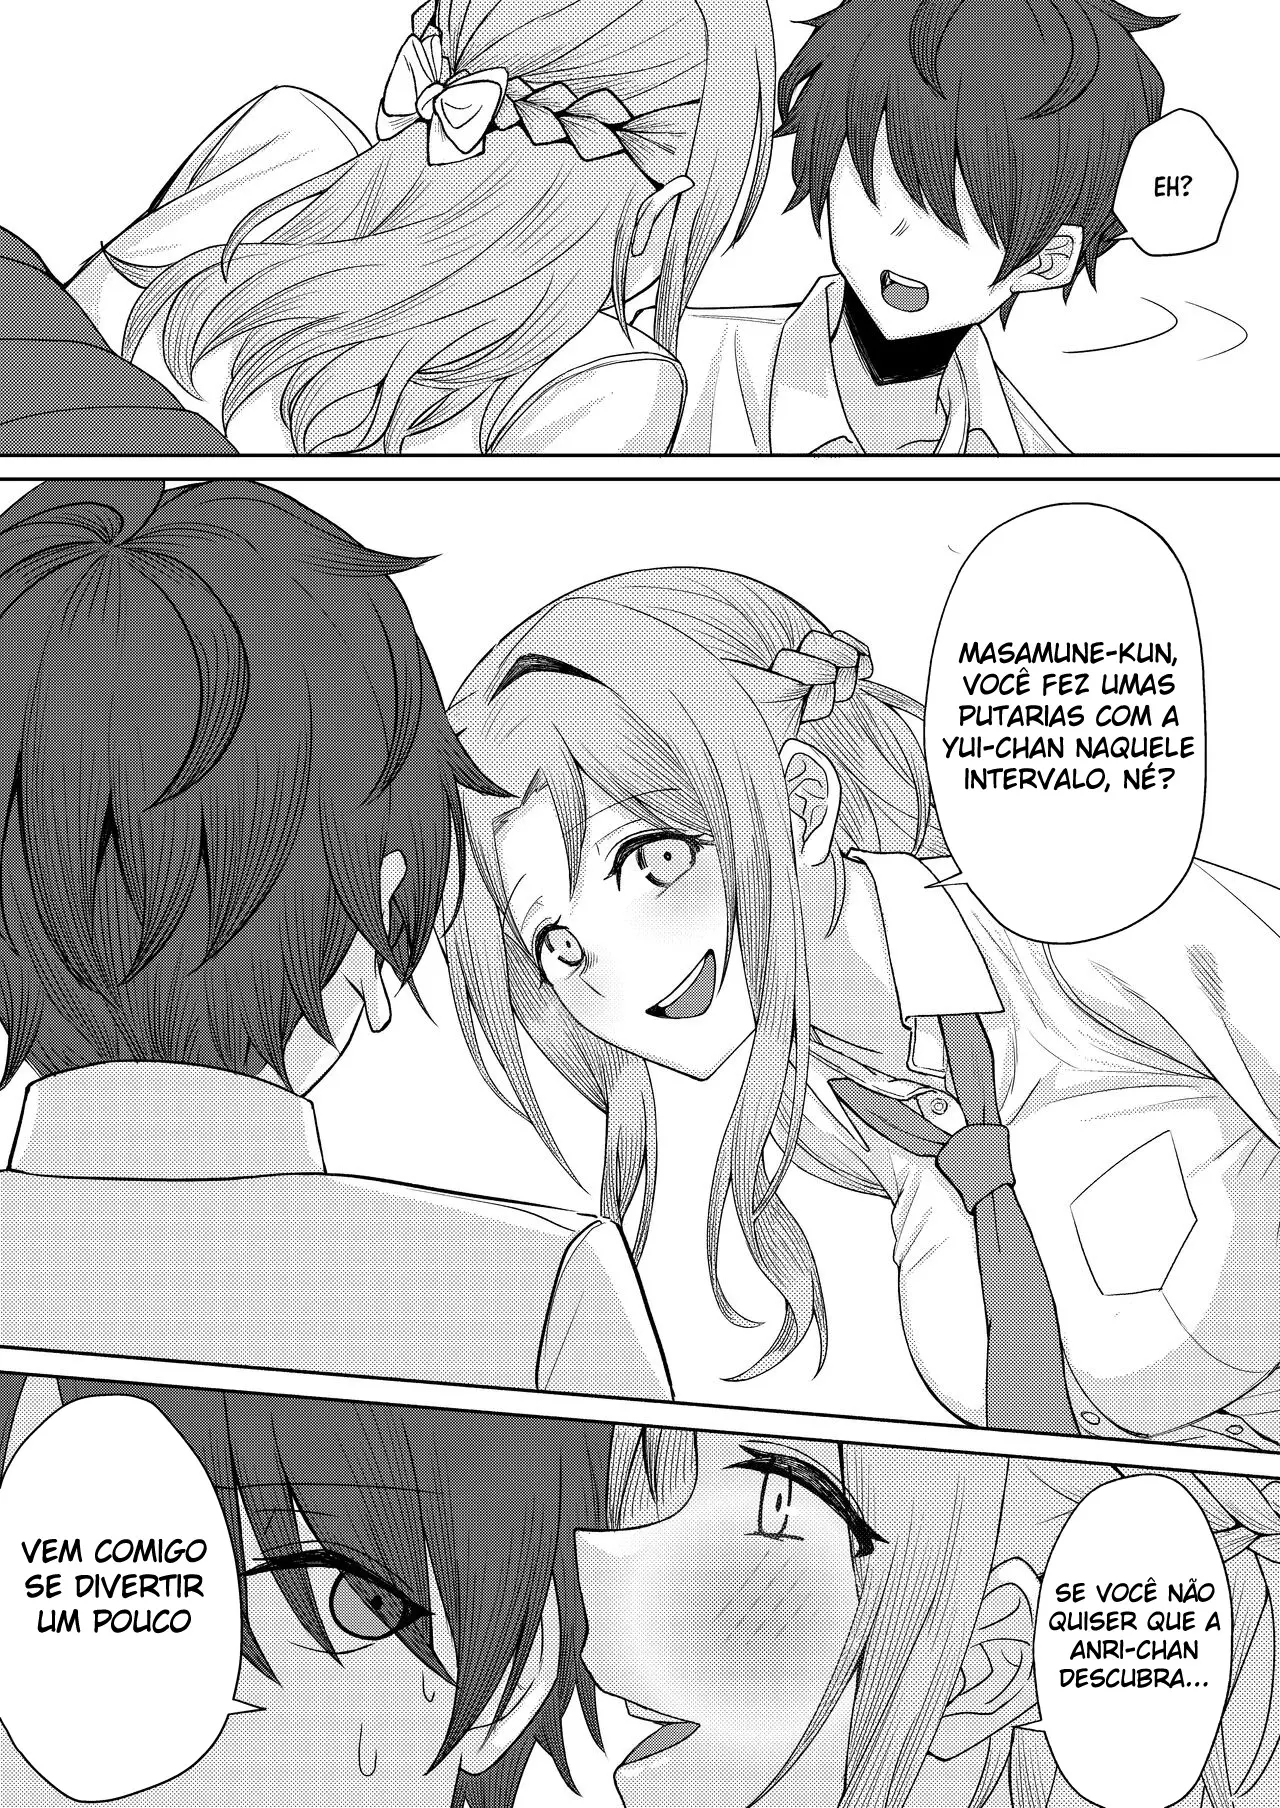 EH?
MASAMUNE-KUN,
VOCÊ FEZ UMAS
PUTARIAS COM A
YUI-CHAN NAQUELE
INTERVALO, NÉ?
SE VOCÊ NÃO
QUISER QUE A
ANRI-CHAN
DESCUBRA...
VEM COMIGO
SE DIVERTIR
UM POUCO